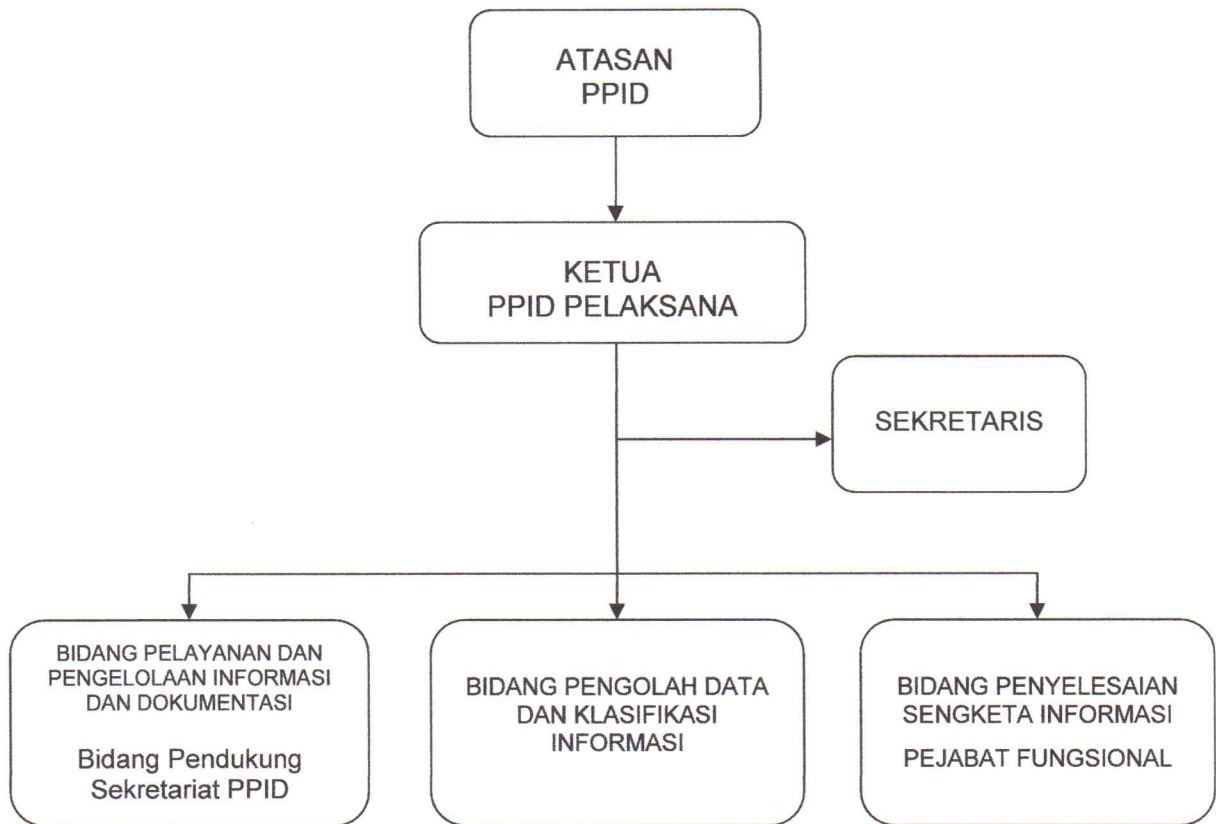 ATASAN
PPID
KETUA
PPID PELAKSANA
SEKRETARIS
BIDANG PELAYANAN DAN
PENGELOLAAN INFORMASI
DAN DOKUMENTASI
Bidang Pendukung
Sekretariat PPID
BIDANG PENGOLAH DATA
DAN KLASIFIKASI
INFORMASI
BIDANG PENYELESAIAN
SENGKETA INFORMASI
PEJABAT FUNGSIONAL